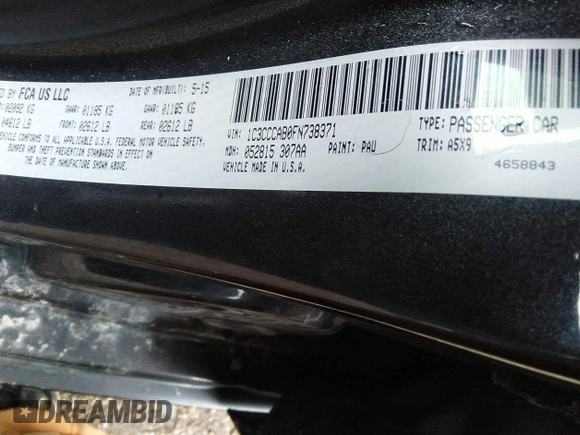 ED BY FCA US LLC
DATE OF MFR(BUILT): 5-15
02092 KG
GAWR: 01185 KG
GAWR: 01185 KG
04612 LB
FRONT: 02612 LB
REAR: 02612 LB
VEHICLE CONFORMS TO ALL APPLICABLE U.S.A. FEDERAL MOTOR VEHICLE SAFETY,
BUMPER AND THEFT PREVENTION STANDARDS IN EFFECT ON
THE DATE OF MANUFACTURE SHOWN ABOVE.
VIN: 1C3CCCAB0FN738371
MDH: 052815 307AA
PAINT: PAU
VEHICLE MADE IN U.S.A.
TYPE: PASSENGER CAR
TRIM: A5X9
4658843
DREAMBID